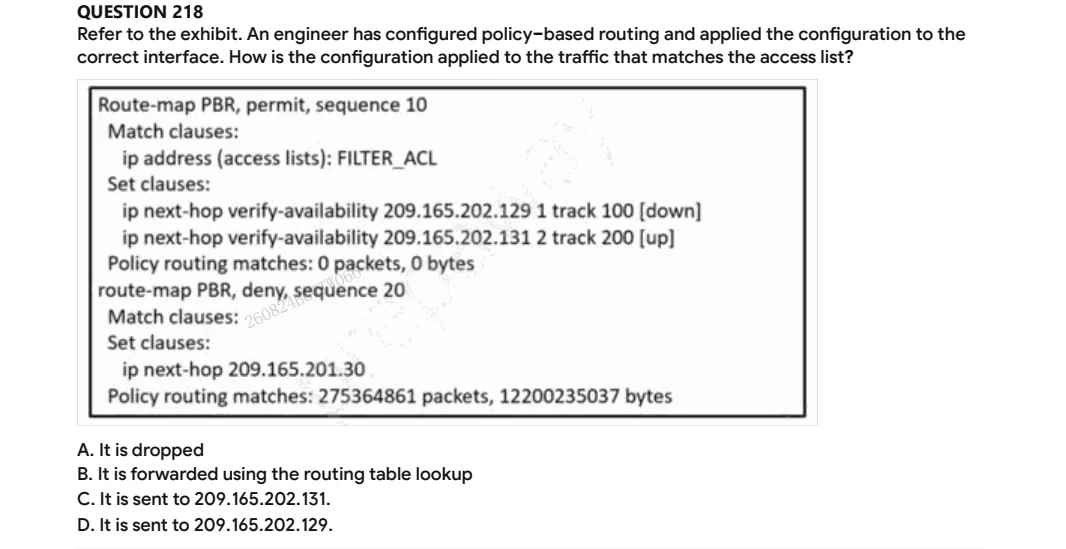 QUESTION 218
Refer to the exhibit. An engineer has configured policy-based routing and applied the configuration to the
correct interface. How is the configuration applied to the traffic that matches the access list?
Route-map PBR, permit, sequence 10
Match clauses:
ip address (access lists): FILTER_ACL
Set clauses:
ip next-hop verify-availability 209.165.202.129 1 track 100 [down]
ip next-hop verify-availability 209.165.202.131 2 track 200 [up]
Policy routing matches: 0 packets, 0 bytes
route-map PBR, deny, sequence 20
Match clauses:
Set clauses:
ip next-hop 209.165.201.30
Policy routing matches: 275364861 packets, 12200235037 bytes
A. It is dropped
B. It is forwarded using the routing table lookup
C. It is sent to 209.165.202.131.
D. It is sent to 209.165.202.129.